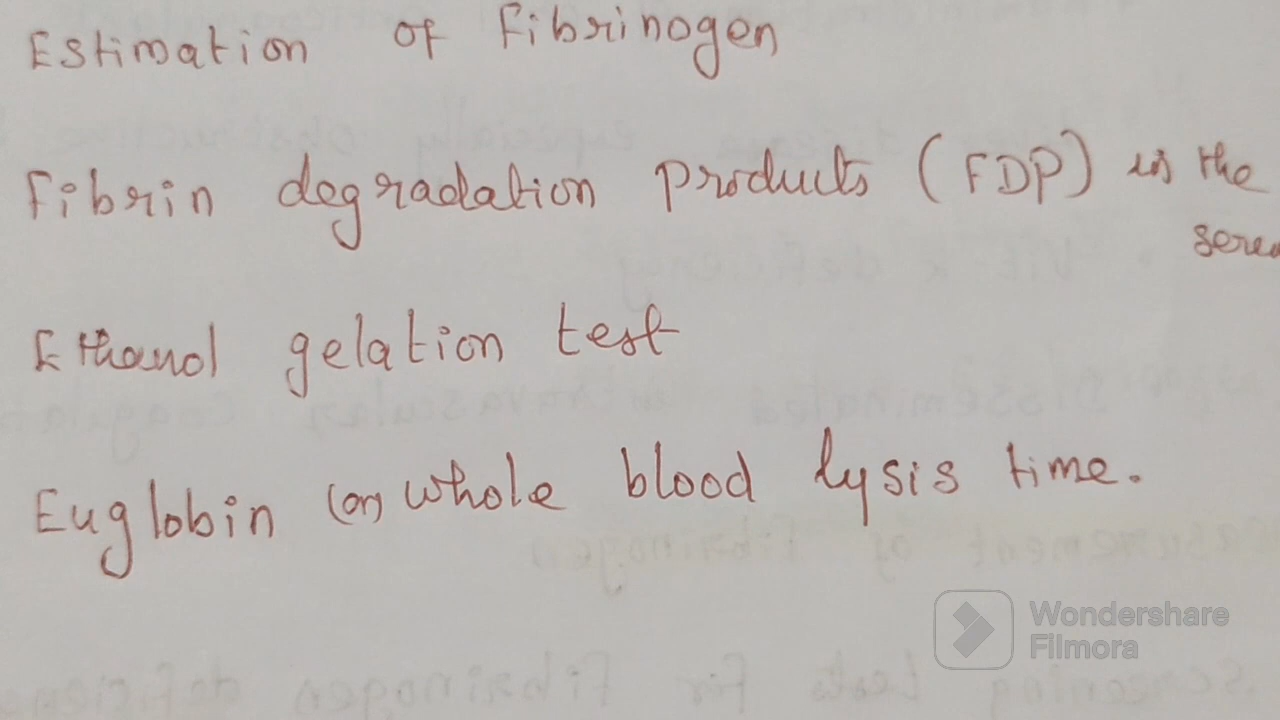 Estimation of Fibrinogen
Fibrin degradation products (FDP) in the
Ethanol gelation test
Euglobin (or) whole blood lysis time.
Wondershare
Filmora